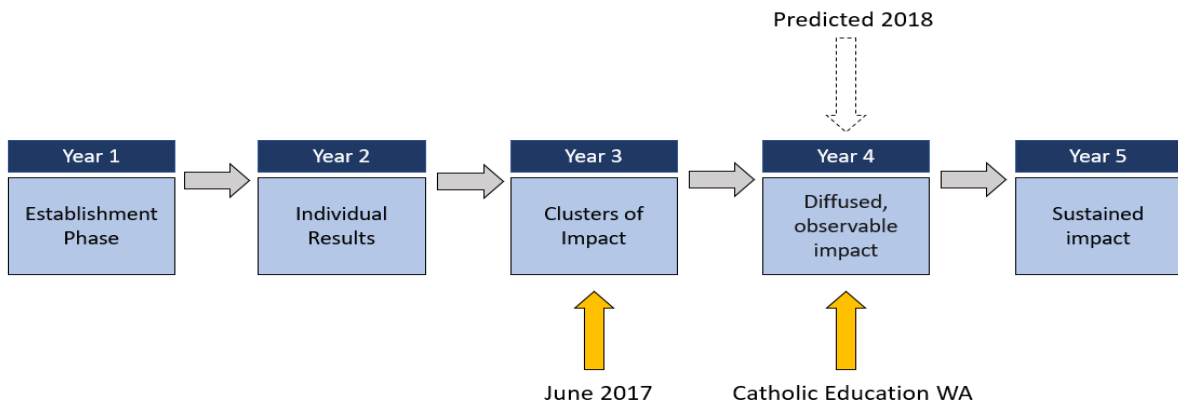 Predicted 2018
Year 1
Establishment
Phase
Year 2
Individual
Results
Year 3
Clusters of
Impact
Year 4
Diffused,
observable
impact
Year 5
Sustained
impact
June 2017
Catholic Education WA